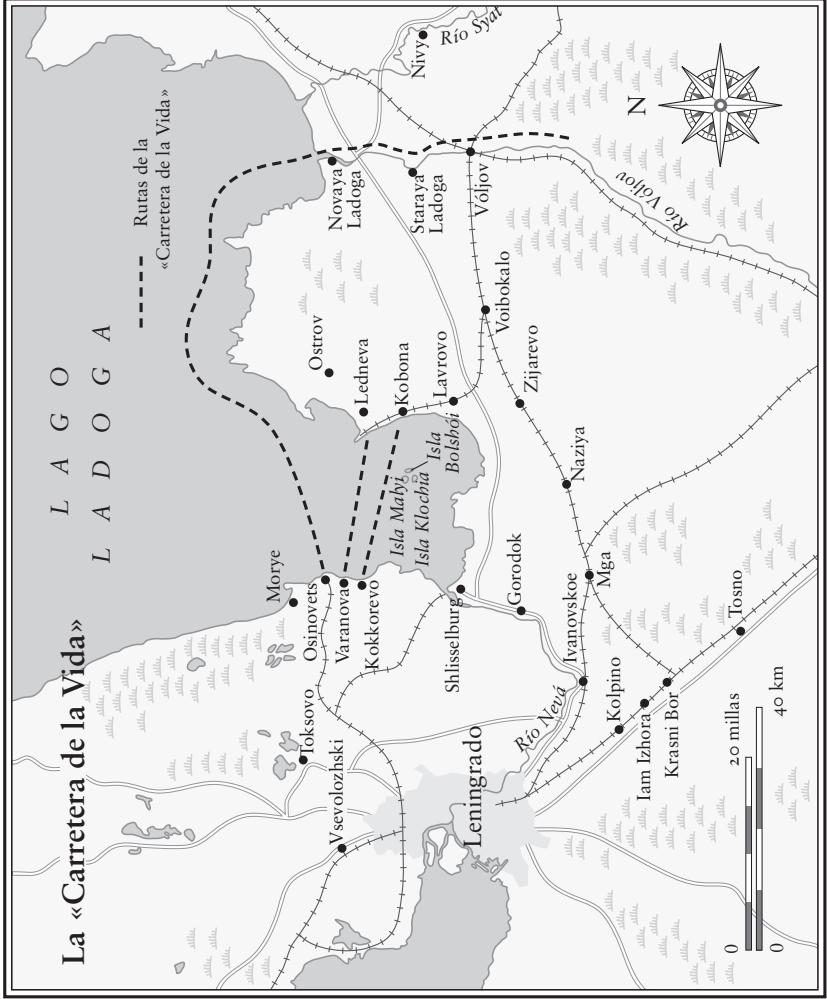 La «Carretera de la Vida»
LAGO
LADOGA
Rutas de la
«Carretera de la Vida»
Morye
Osinovets
Varanova
Kokkorevo
Toksovo
Vsevolozhski
Leningrado
Río Nevá
Shlisselburg
Gorodok
Ivanovskoe
Mga
Kolpino
Iam Izhora
Krasni Bor
Tosno
Isla Malyi
Isla Klochia
Isla
Bolshói
Ostrov
Ledneva
Kobona
Lavrovo
Naziya
Zijarevo
Voibokalo
Novaya
Ladoga
Staraya
Ladoga
Vóljov
Río Vóljov
Nivy
Río Syat
N
20 millas
0
0
40 km